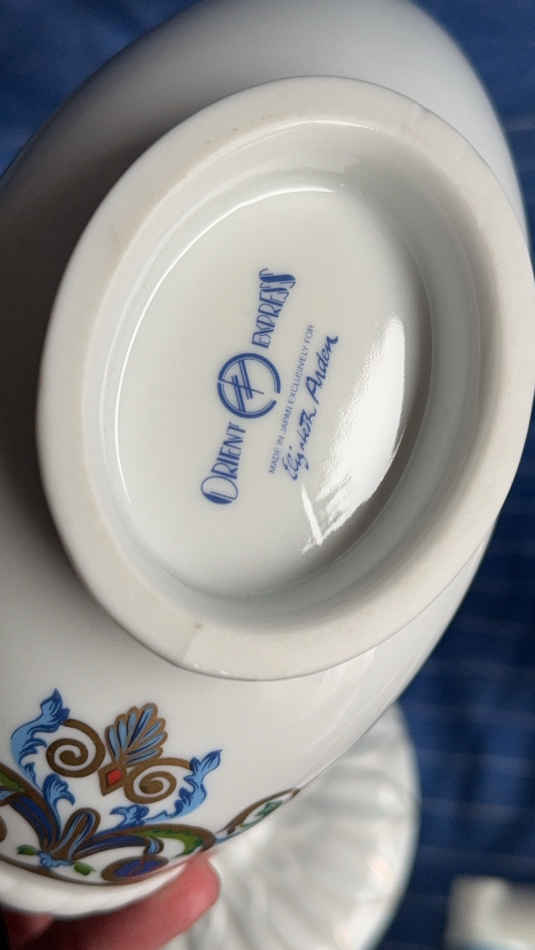 ORIENT EXPRESS
MADE IN JAPAN EXCLUSIVELY FOR
Elizabeth Arden